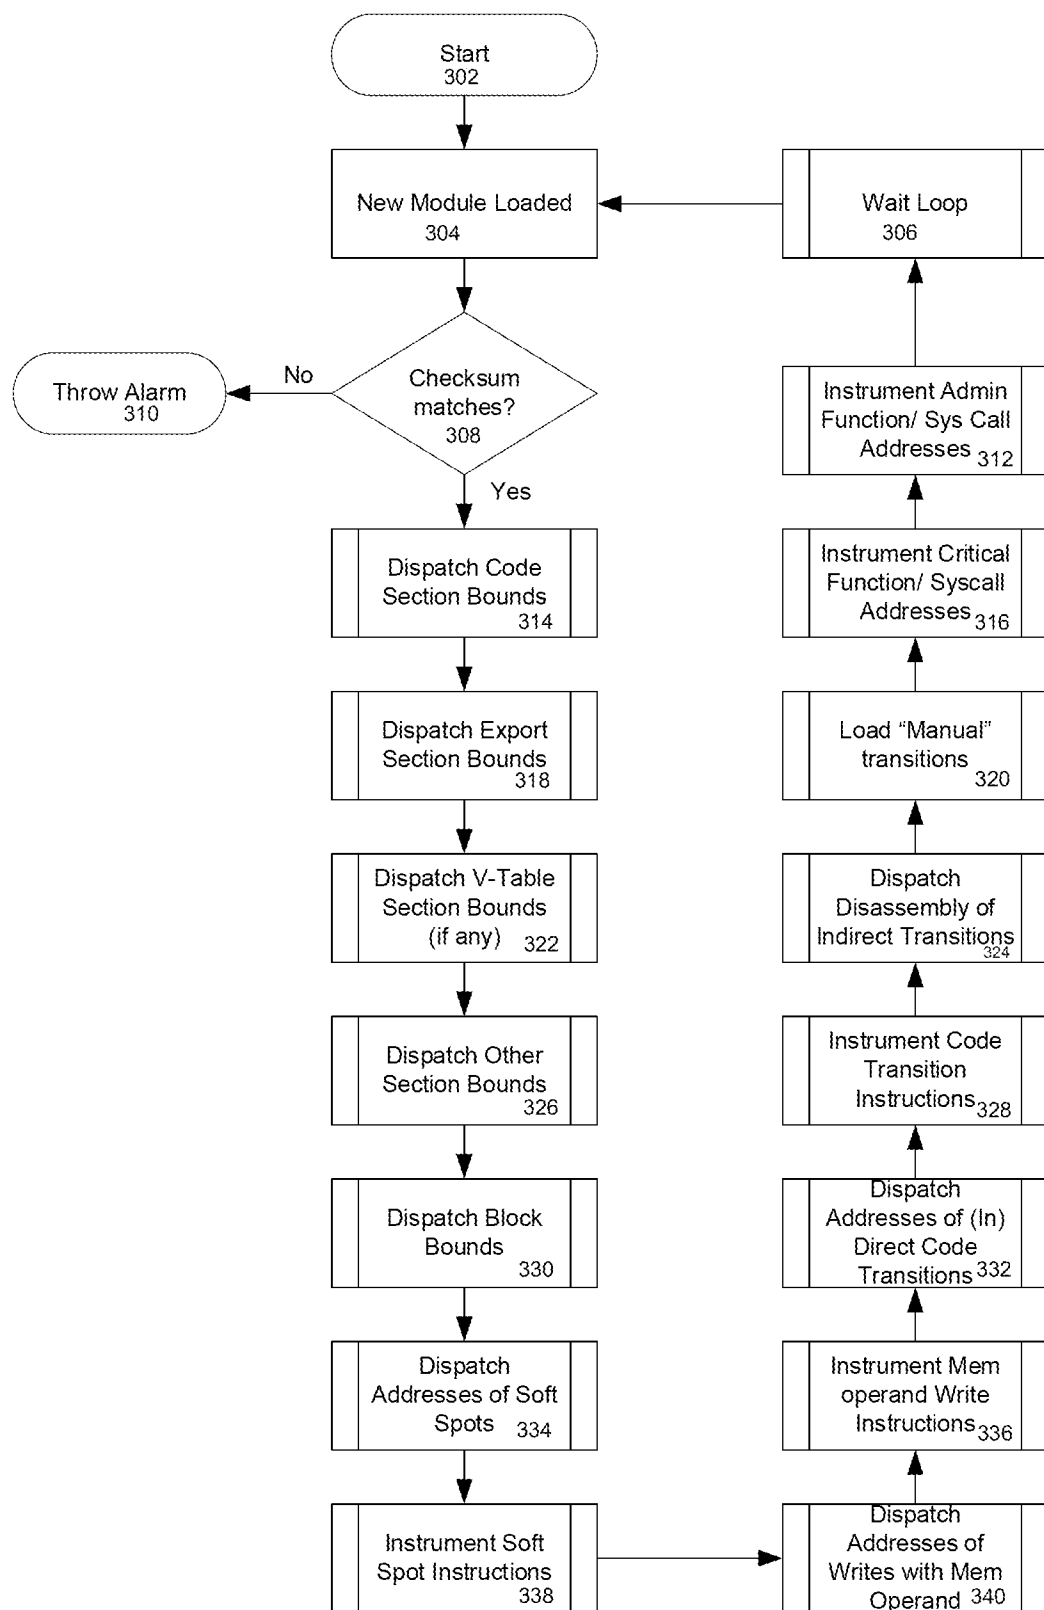 Start
302
New Module Loaded
304
Wait Loop
306
No
Throw Alarm
310
Checksum
matches?
308
Yes
Instrument Admin
Function/ Sys Call
Addresses 312
Dispatch Code
Section Bounds
314
Instrument Critical
Function/ Syscall
Addresses 316
Dispatch Export
Section Bounds
318
Load “Manual”
transitions
320
Dispatch V-Table
Section Bounds
(if any) 322
Dispatch
Disassembly of
Indirect Transitions
324
Dispatch Other
Section Bounds
326
Instrument Code
Transition
Instructions 328
Dispatch Block
Bounds
330
Dispatch
Addresses of (In)
Direct Code
Transitions 332
Dispatch
Addresses of Soft
Spots 334
Instrument Mem
operand Write
Instructions 336
Instrument Soft
Spot Instructions
338
Dispatch
Addresses of
Writes with Mem
Operand 340